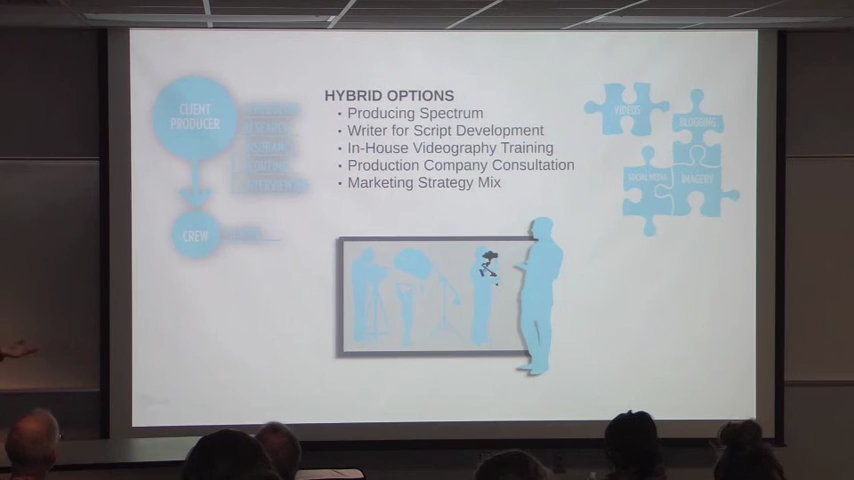 CLIENT
PRODUCER
CREW
HYBRID OPTIONS
• Producing Spectrum
• Writer for Script Development
• In-House Videography Training
• Production Company Consultation
• Marketing Strategy Mix
VIDEOS
BLOGGING
SOCIAL MEDIA
IMAGERY